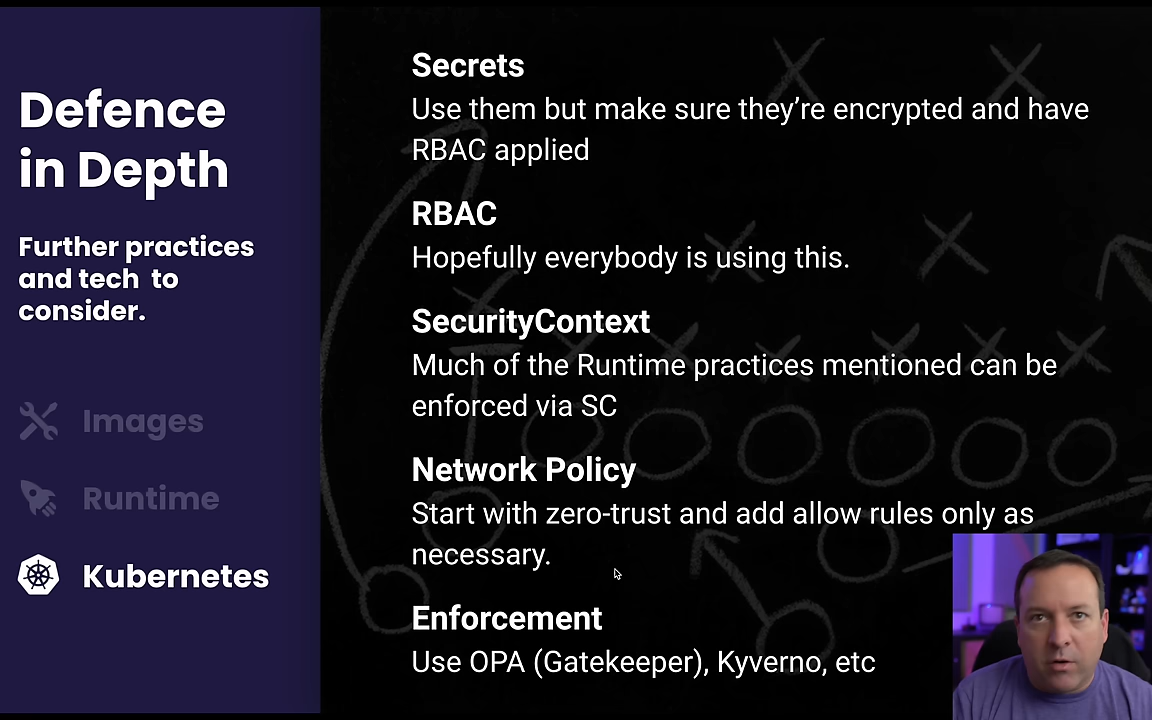 Defence
in Depth
Further practices
and tech to
consider.
Images
Runtime
Kubernetes
Secrets
Use them but make sure they’re encrypted and have
RBAC applied
RBAC
Hopefully everybody is using this.
SecurityContext
Much of the Runtime practices mentioned can be
enforced via SC
Network Policy
Start with zero-trust and add allow rules only as
necessary.
Enforcement
Use OPA (Gatekeeper), Kyverno, etc